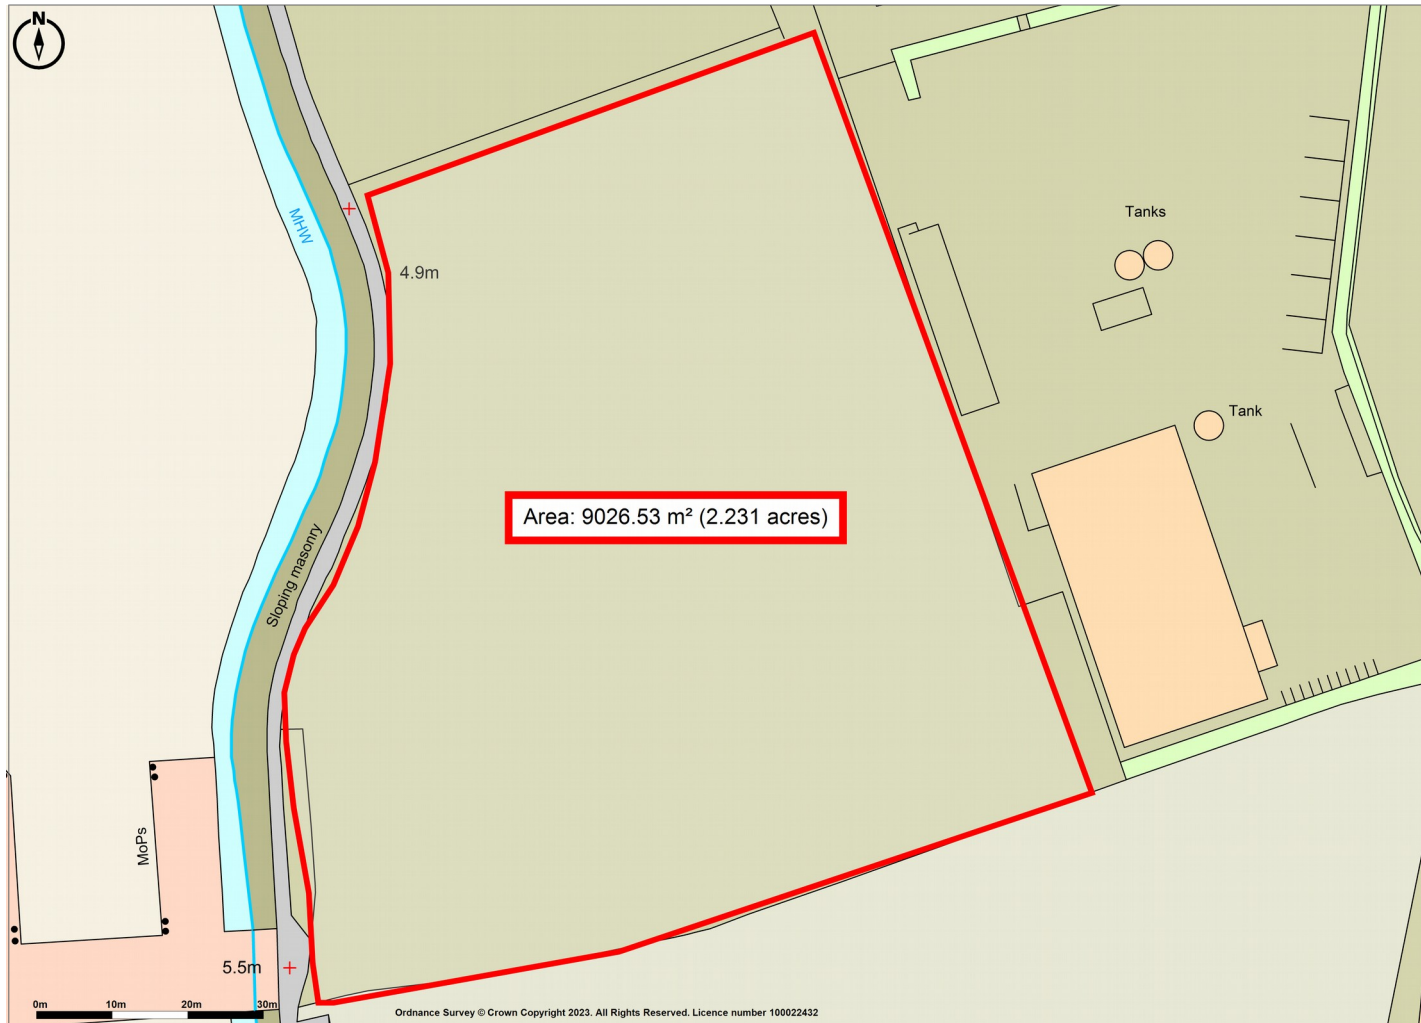 N
MHW
4.9m
Tanks
Tank
Area: 9026.53 m² (2.231 acres)
Sloping masonry
MoPs
5.5m
0m 10m 20m 30m
Ordnance Survey © Crown Copyright 2023. All Rights Reserved. Licence number 100022432